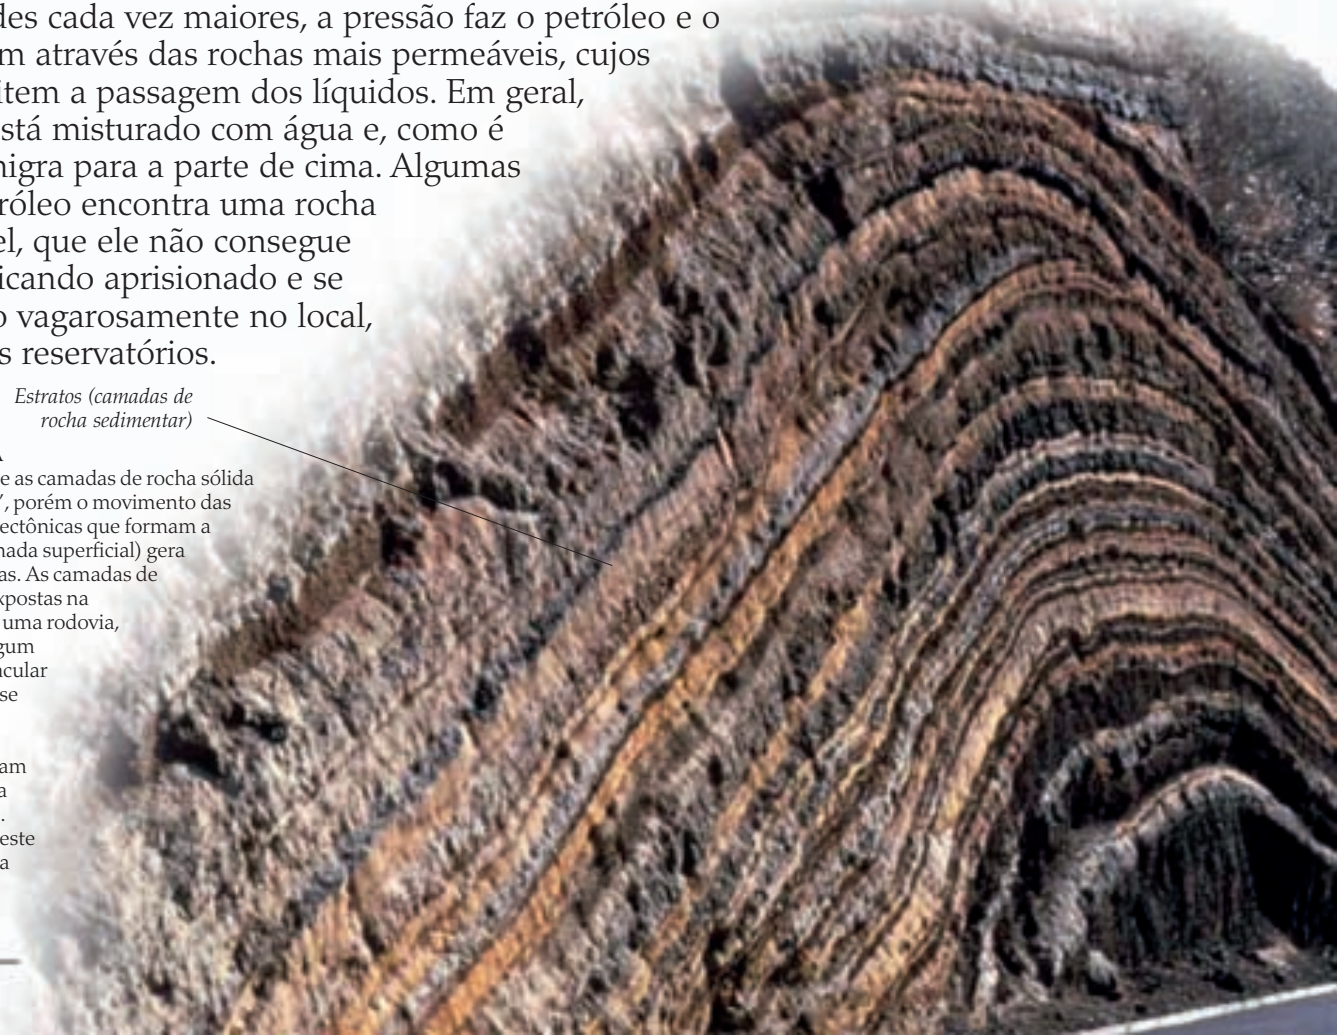 des cada vez maiores, a pressão faz o petróleo e o
m através das rochas mais permeáveis, cujos
item a passagem dos líquidos. Em geral,
stá misturado com água e, como é
nigra para a parte de cima. Algumas
róleo encontra uma rocha
el, que ele não consegue
icando aprisionado e se
o vagarosamente no local,
s reservatórios.
Estratos (camadas de
rocha sedimentar)
A
e as camadas de rocha sólida
”, porém o movimento das
ectônicas que formam a
nada superficial) gera
as. As camadas de
xpostas na
uma rodovia,
gum
acular
se
am
a
.
este
a